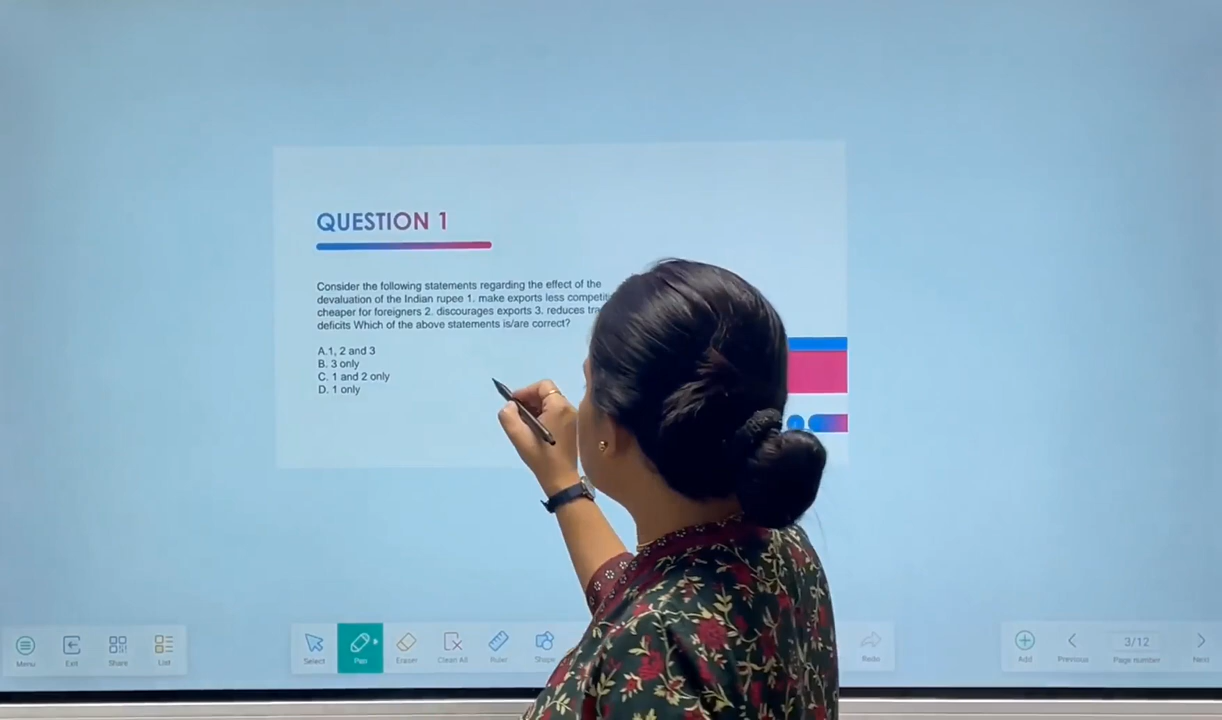 QUESTION 1
Consider the following statements regarding the effect of the
devaluation of the Indian rupee 1. make exports less
cheaper for foreigners 2. discourages exports 3. reduces
deficits Which of the above statements is/are correct?
A.1, 2 and 3
B. 3 only
C. 1 and 2 only
D. 1 only
Menu Exit Share List Select Pen Eraser Clean All Ruler Shape Redo Add Previous 3/12 Page number Next